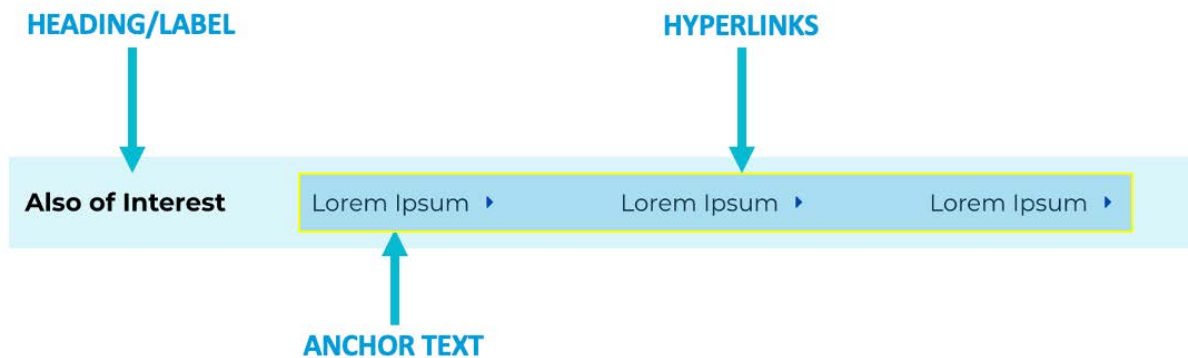 HEADING/LABEL HYPERLINKS
Also of Interest Lorem Ipsum Lorem Ipsum Lorem Ipsum
ANCHOR TEXT